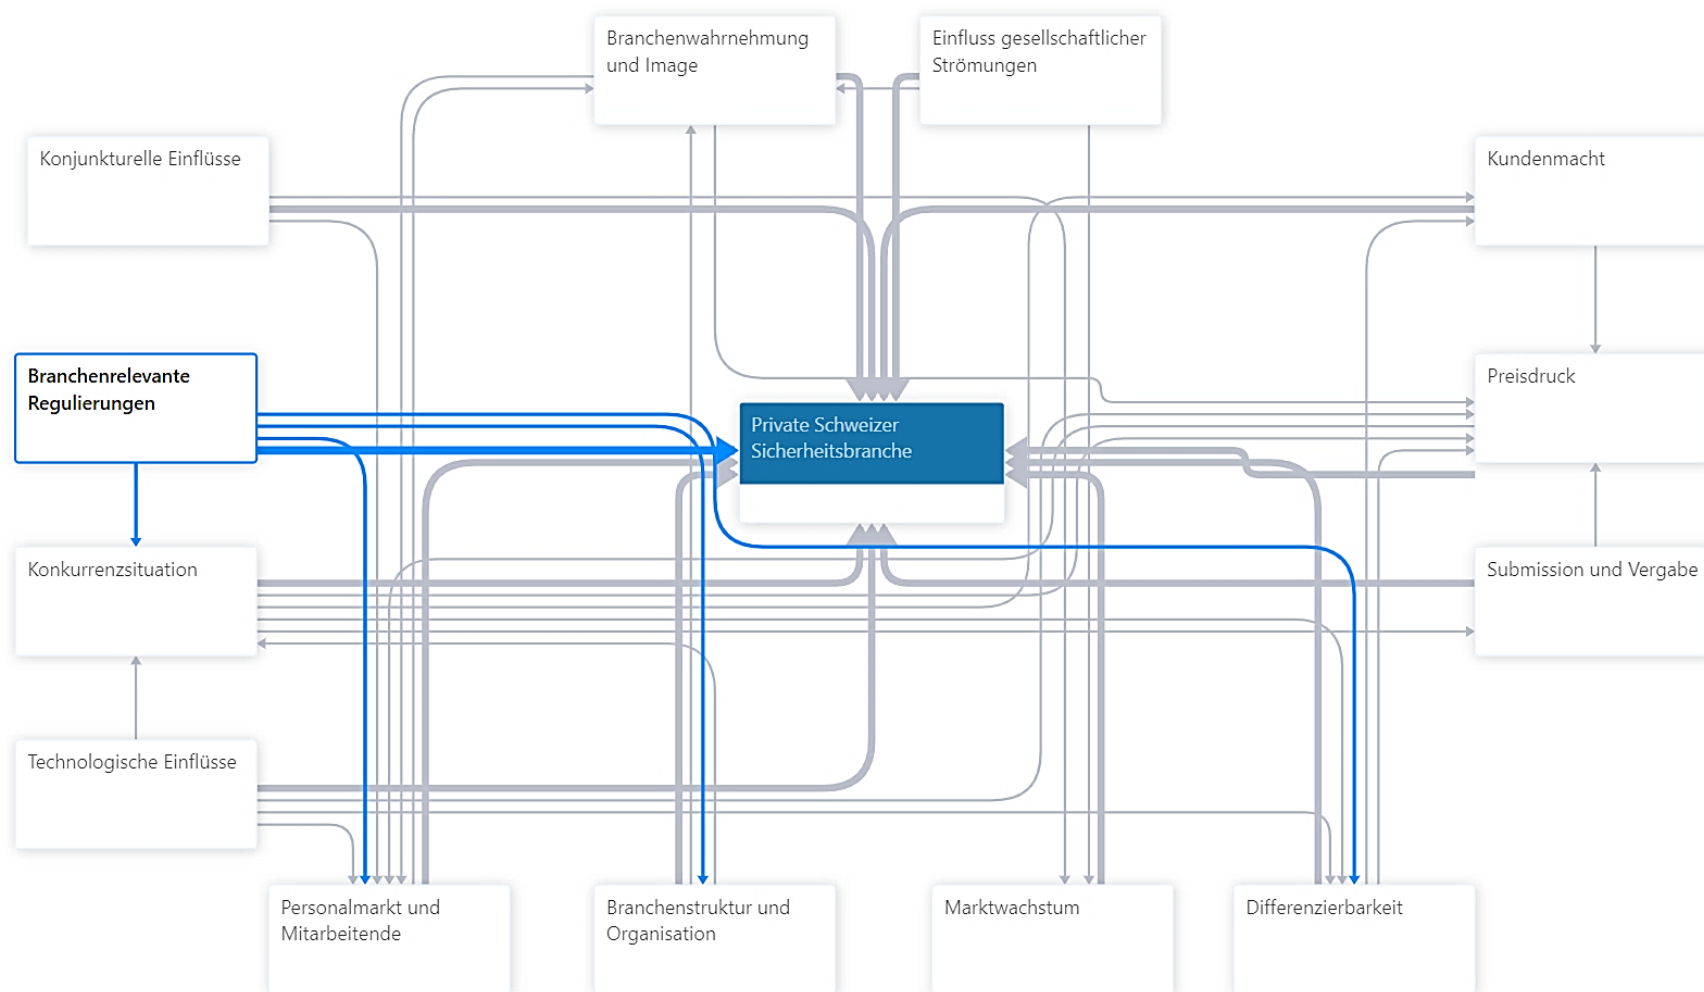 Branchenwahrnehmung
und Image
Einfluss gesellschaftlicher
Strömungen
Konjunkturelle Einflüsse
Kundenmacht
Branchenrelevante
Regulierungen
Preisdruck
Private Schweizer
Sicherheitsbranche
Konkurrenzsituation
Submission und Vergabe
Technologische Einflüsse
Personalmarkt und
Mitarbeitende
Branchenstruktur und
Organisation
Marktwachstum
Differenzierbarkeit